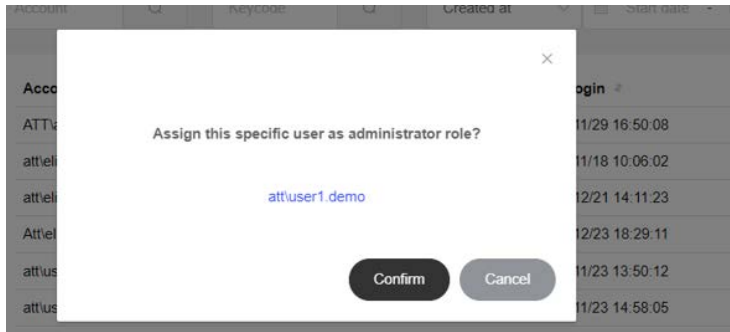 Account Keycode Created at Start date -
Acco ogin
ATT\a 11/29 16:50:08
Assign this specific user as administrator role?
att\eli 11/18 10:06:02
att\eli att\user1.demo 12/21 14:11:23
Att\el 12/23 18:29:11
att\us Confirm Cancel 11/23 13:50:12
att\us 11/23 14:58:05